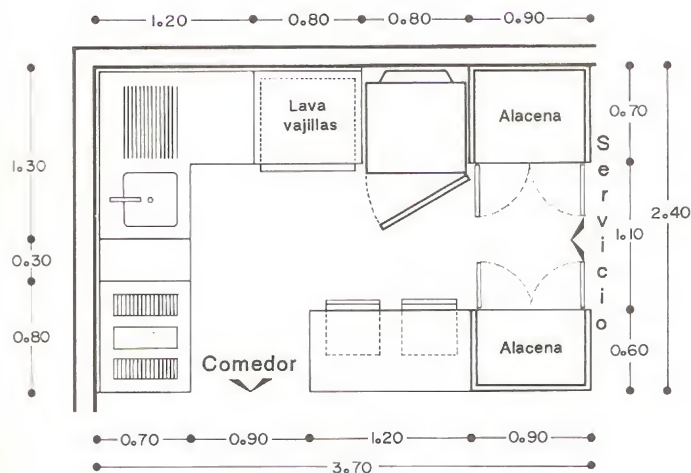 1.20 0.80 0.80 0.90
Lava
vajillas
Alacena
Servicio
0.70
1.30
1.10
2.40
0.30
0.80
0.60
Comedor
Alacena
0.70 0.90 1.20 0.90
3.70